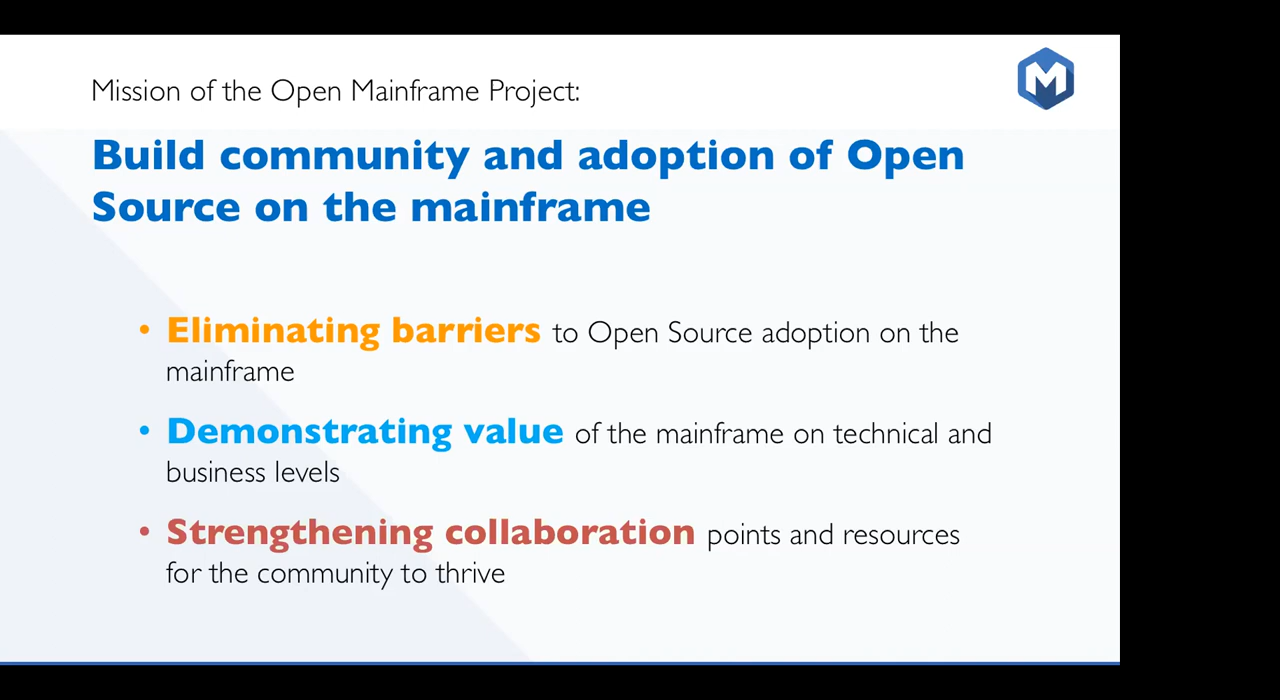 Mission of the Open Mainframe Project:
M
Build community and adoption of Open
Source on the mainframe
• Eliminating barriers to Open Source adoption on the
mainframe
• Demonstrating value of the mainframe on technical and
business levels
• Strengthening collaboration points and resources
for the community to thrive